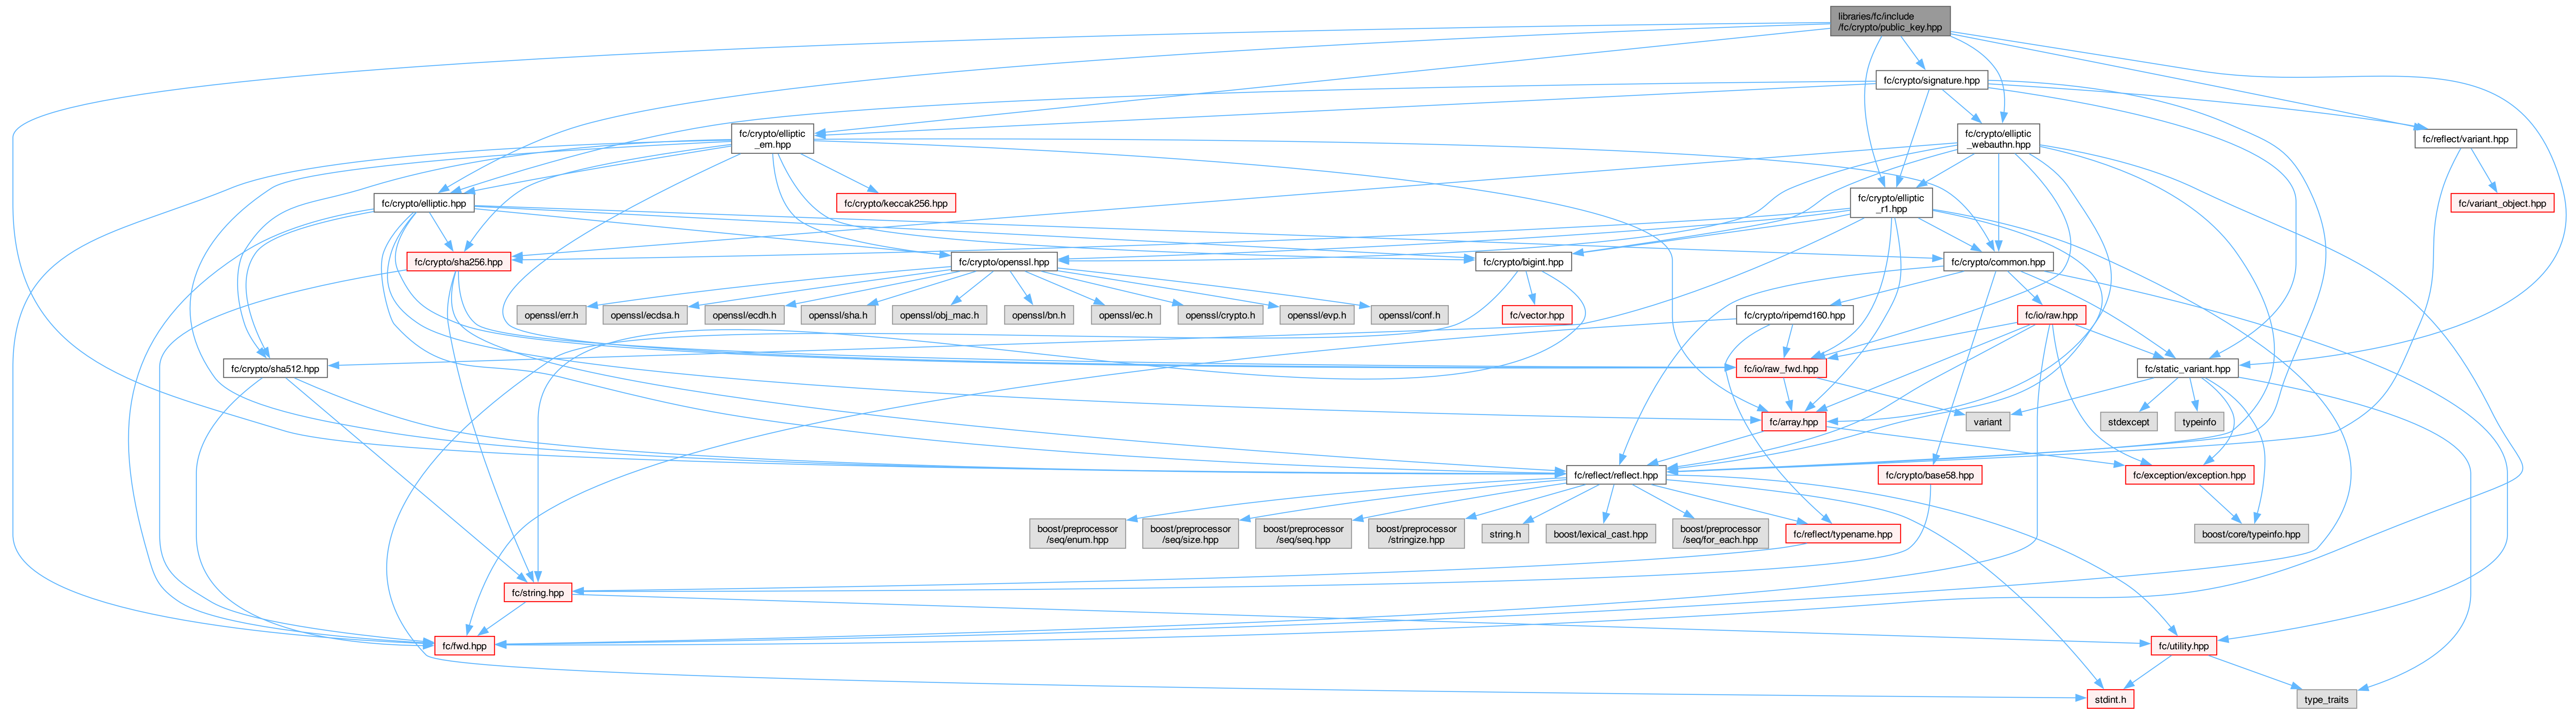 libraries/fc/include
/fc/crypto/public_key.hpp
fc/crypto/signature.hpp
fc/crypto/elliptic
_em.hpp
fc/crypto/elliptic
_webauthn.hpp
fc/reflect/variant.hpp
fc/crypto/elliptic.hpp
fc/crypto/keccak256.hpp
fc/crypto/elliptic
_r1.hpp
fc/variant_object.hpp
fc/crypto/sha256.hpp
fc/crypto/openssl.hpp
fc/crypto/bigint.hpp
fc/crypto/common.hpp
openssl/err.h
openssl/ecdsa.h
openssl/ecdh.h
openssl/sha.h
openssl/obj_mac.h
openssl/bn.h
openssl/ec.h
openssl/crypto.h
openssl/evp.h
openssl/conf.h
fc/vector.hpp
fc/crypto/ripemd160.hpp
fc/io/raw.hpp
fc/crypto/sha512.hpp
fc/io/raw_fwd.hpp
fc/static_variant.hpp
fc/array.hpp
variant
stdexcept
typeinfo
fc/reflect/reflect.hpp
fc/crypto/base58.hpp
fc/exception/exception.hpp
boost/preprocessor
/seq/enum.hpp
boost/preprocessor
/seq/size.hpp
boost/preprocessor
/seq/seq.hpp
boost/preprocessor
/stringize.hpp
string.h
boost/lexical_cast.hpp
fc/reflect/typename.hpp
boost/preprocessor
/seq/for_each.hpp
boost/core/typeinfo.hpp
fc/string.hpp
fc/fwd.hpp
fc/utility.hpp
stdint.h
type_traits